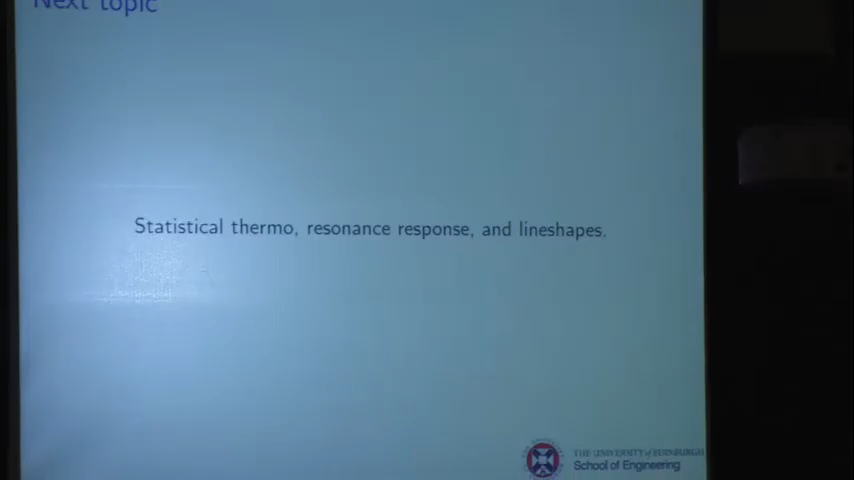 Next topic
Statistical thermo, resonance response, and lineshapes.
THE UNIVERSITY of EDINBURGH
School of Engineering